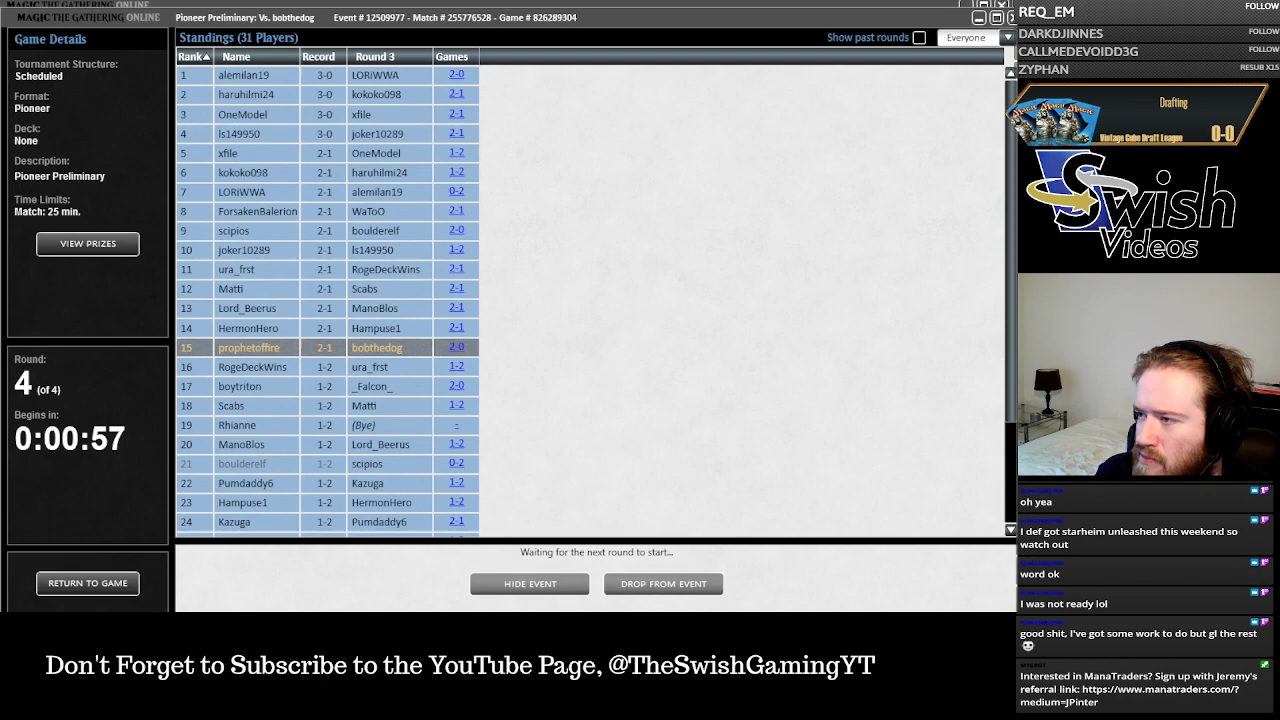 MAGIC THE GATHERING ONLINE
MAGIC THE GATHERING ONLINE Pioneer Preliminary: Vs. bobthedog Event # 12509977 - Match # 255776528 - Game # 826289304
Game Details
Tournament Structure:
Scheduled
Format:
Pioneer
Deck:
None
Description:
Pioneer Preliminary
Time Limits:
Match: 25 min.
VIEW PRIZES
Round:
4 (of 4)
Begins in:
0:00:57
RETURN TO GAME
Standings (31 Players)
Show past rounds
Everyone
Rank Name Record Round 3 Games
1 alemilan19 3-0 LORiWWA 2-0
2 haruhilmi24 3-0 kokoko098 2-1
3 OneModel 3-0 xfile 2-1
4 ls149950 3-0 joker10289 2-1
5 xfile 2-1 OneModel 1-2
6 kokoko098 2-1 haruhilmi24 1-2
7 LORiWWA 2-1 alemilan19 0-2
8 ForsakenBalerion 2-1 WaToO 2-1
9 scipios 2-1 boulderelf 2-0
10 joker10289 2-1 ls149950 1-2
11 ura_frst 2-1 RogeDeckWins 2-1
12 Matti 2-1 Scabs 2-1
13 Lord_Beerus 2-1 ManoBlos 2-1
14 HermonHero 2-1 Hampuse1 2-1
15 prophetoffire 2-1 bobthedog 2-0
16 RogeDeckWins 1-2 ura_frst 1-2
17 boytriton 1-2 _Falcon_ 2-0
18 Scabs 1-2 Matti 1-2
19 Rhianne 1-2 (Bye) -
20 ManoBlos 1-2 Lord_Beerus 1-2
21 boulderelf 1-2 scipios 0-2
22 Pumdaddy6 1-2 Kazuga 1-2
23 Hampuse1 1-2 HermonHero 1-2
24 Kazuga 1-2 Pumdaddy6 2-1
Waiting for the next round to start...
HIDE EVENT
DROP FROM EVENT
REQ_EM FOLLOW
DARKDJINNES FOLLOW
CALLMEDEVOIDD3G FOLLOW
ZYPHAN RESUB X15
Magic Magic Magic
Drafting
Vintage Cube Draft League
0-0
Swish
Videos
oh yea
I def got starheim unleashed this weekend so
watch out
word ok
I was not ready lol
good shit, I've got some work to do but gl the rest
Interested in ManaTraders? Sign up with Jeremy's
referral link: https://www.manatraders.com/?
medium=JPinter
Don't Forget to Subscribe to the YouTube Page, @TheSwishGamingYT